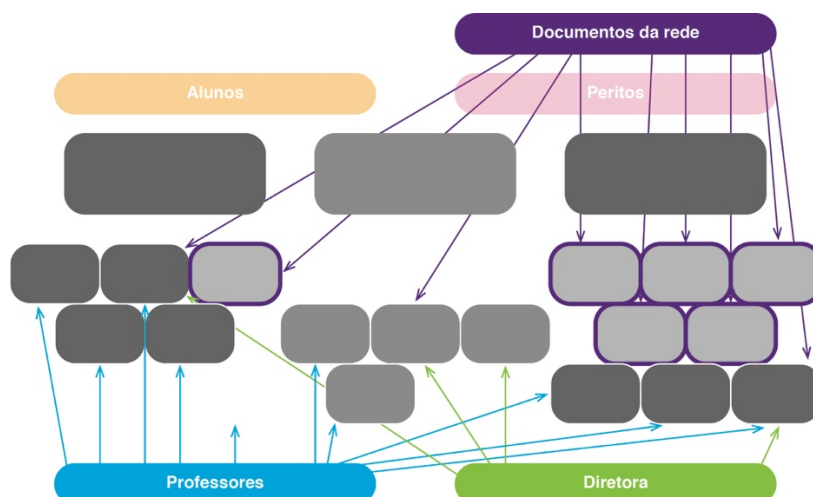 Documentos da rede
Alunos
Peritos
Professores
Diretora